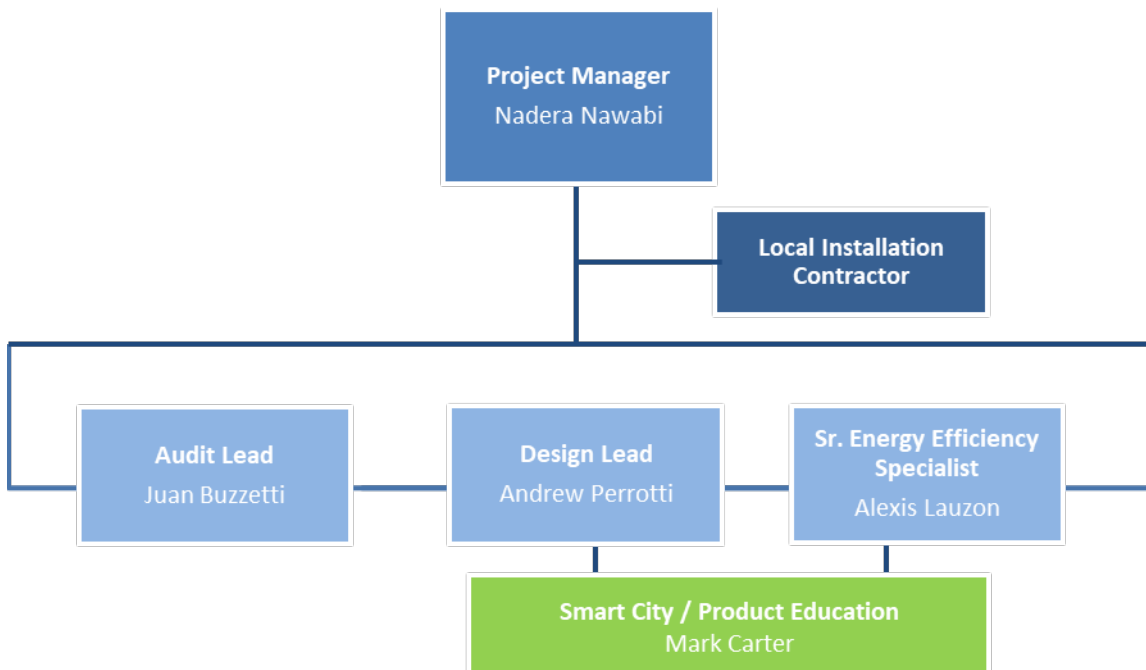 Project Manager
Nadera Nawabi
Local Installation
Contractor
Audit Lead
Juan Buzzetti
Design Lead
Andrew Perrotti
Sr. Energy Efficiency
Specialist
Alexis Lauzon
Smart City / Product Education
Mark Carter